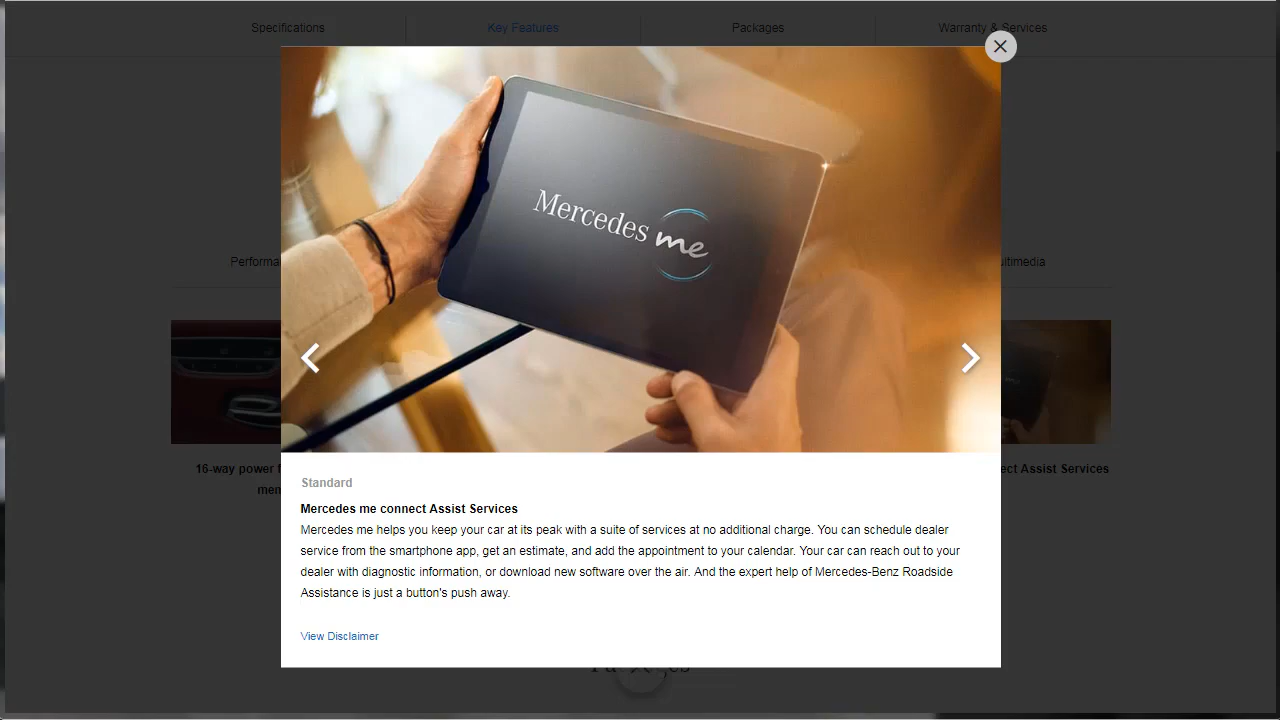 Specifications
Key Features
Packages
Warranty & Services
Mercedes me
16-way power
Standard
Mercedes me connect Assist Services
Mercedes me helps you keep your car at its peak with a suite of services at no additional charge. You can schedule dealer
service from the smartphone app, get an estimate, and add the appointment to your calendar. Your car can reach out to your
dealer with diagnostic information, or download new software over the air. And the expert help of Mercedes-Benz Roadside
Assistance is just a button's push away.
View Disclaimer
Assist Services